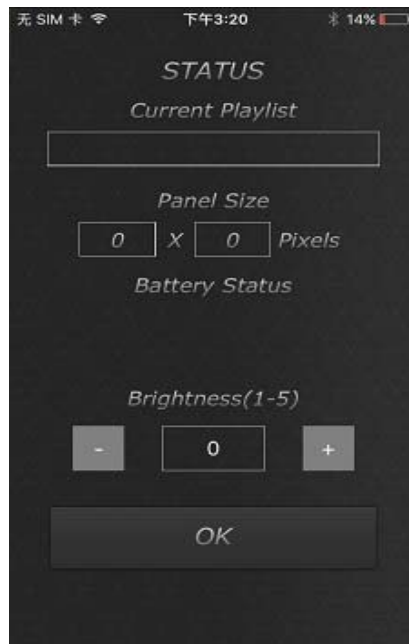 无 SIM 卡 下午3:20 14%
STATUS
Current Playlist
Panel Size
0 X 0 Pixels
Battery Status
Brightness(1-5)
- 0 +
OK